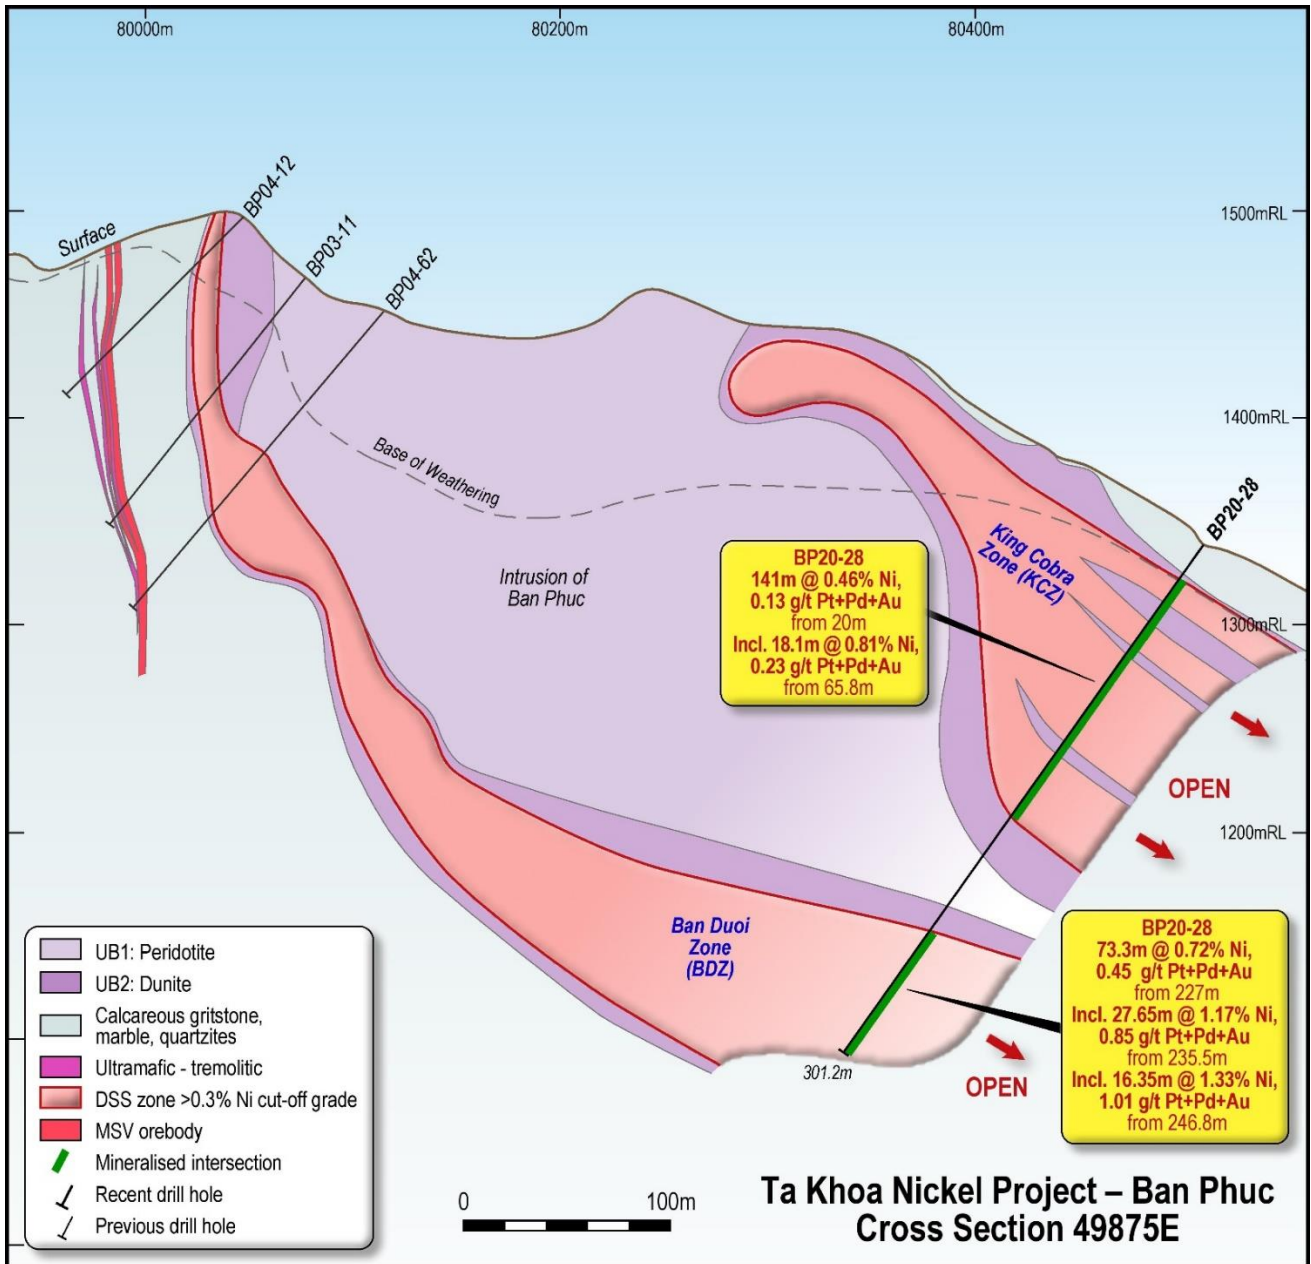 80000m
80200m
80400m
1500mRL
1400mRL
1300mRL
1200mRL
BP04-12
BP03-11
BP04-62
BP20-28
Surface
Base of Weathering
Intrusion of
Ban Phuc
King Cobra
Zone (KCZ)
BP20-28
141m @ 0.46% Ni,
0.13 g/t Pt+Pd+Au
from 20m
Incl. 18.1m @ 0.81% Ni,
0.23 g/t Pt+Pd+Au
from 65.8m
OPEN
Ban Duoi
Zone
(BDZ)
301.2m
OPEN
BP20-28
73.3m @ 0.72% Ni,
0.45 g/t Pt+Pd+Au
from 227m
Incl. 27.65m @ 1.17% Ni,
0.85 g/t Pt+Pd+Au
from 235.5m
Incl. 16.35m @ 1.33% Ni,
1.01 g/t Pt+Pd+Au
from 246.8m
UB1: Peridotite
UB2: Dunite
Calcareous gritstone,
marble, quartzites
Ultramafic - tremolitic
DSS zone >0.3% Ni cut-off grade
MSV orebody
Mineralised intersection
Recent drill hole
Previous drill hole
0
100m
Ta Khoa Nickel Project – Ban Phuc
Cross Section 49875E